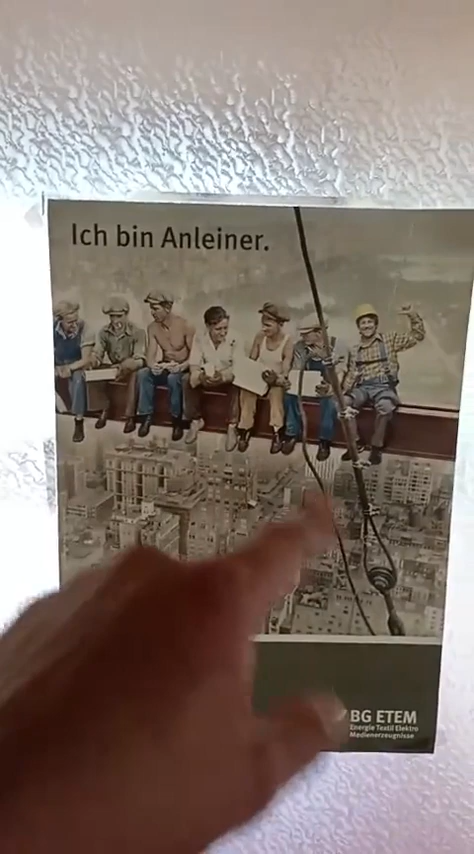 Ich bin Anleiner.
BG ETEM
Energie Textil Elektro
Medienerzeugnisse